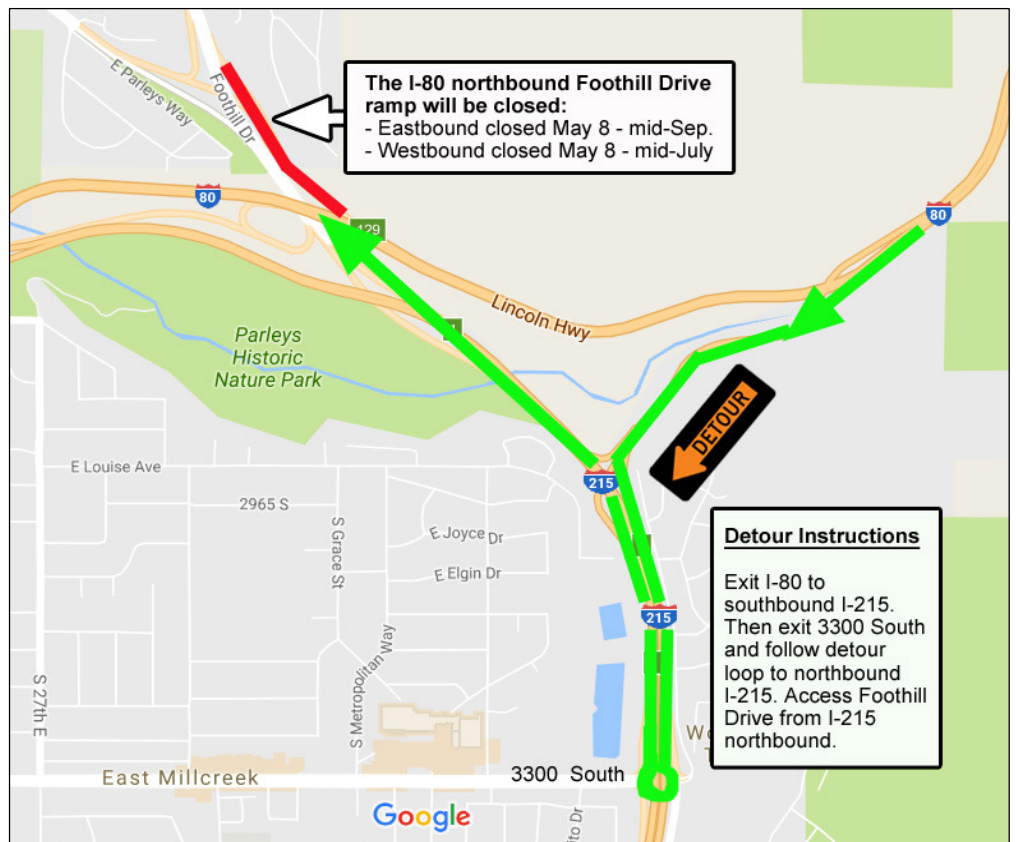 E Parleys Way
Foothill Dr
The I-80 northbound Foothill Drive
ramp will be closed:
- Eastbound closed May 8 - mid-Sep.
- Westbound closed May 8 - mid-July
80
80
129
Lincoln Hwy
Parleys
Historic
Nature Park
DETOUR
E Louise Ave
215
2965 S
S Grace St
E Joyce Dr
E Elgin Dr
Detour Instructions
Exit I-80 to
southbound I-215.
Then exit 3300 South
and follow detour
loop to northbound
I-215. Access Foothill
Drive from I-215
northbound.
215
S 27th E
S Metropolitan Way
East Millcreek
3300 South
Google